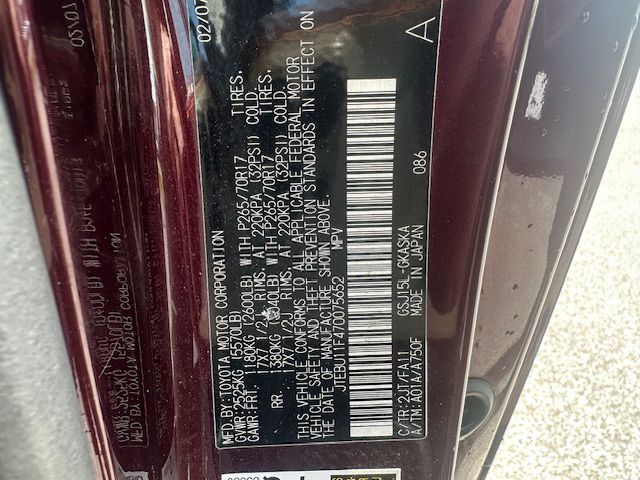 MFD.BY:TOYOTA MOTOR CORPORATION 02/07
GVWR:2525KG (5570LB)
GAWR:FRT. 1180KG (2600LB) WITH P265/70R17 TIRES.
17X7 1/2J RIMS. AT 220KPA (32PSI) COLD.
RR. 1380KG (3040LB) WITH P265/70R17 TIRES.
17X7 1/2J RIMS. AT 220KPA (32PSI) COLD.
THIS VEHICLE CONFORMS TO ALL APPLICABLE FEDERAL MOTOR
VEHICLE SAFETY AND THEFT PREVENTION STANDARDS IN EFFECT ON
THE DATE OF MANUFACTURE SHOWN ABOVE.
JTEBU11F470075652 MPV
A
C/TR:2JT/FA11 GSJ15L-GKASKA 086
A/TM:A01A/A750F MADE IN JAPAN